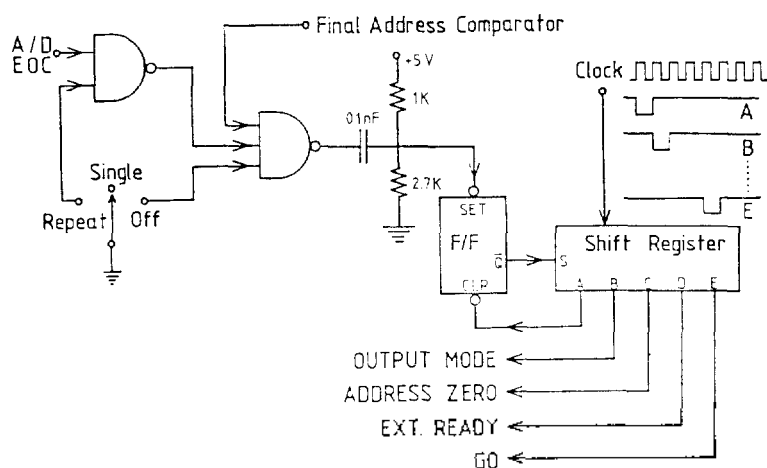 Final Address Comparator
A/D
EOC
+5V
1K
01nF
2.7K
Single
Repeat
Off
Clock
A
B
E
SET
F/F
Q̅
CLR
Shift Register
S
A B C D E
OUTPUT MODE
ADDRESS ZERO
EXT. READY
GO